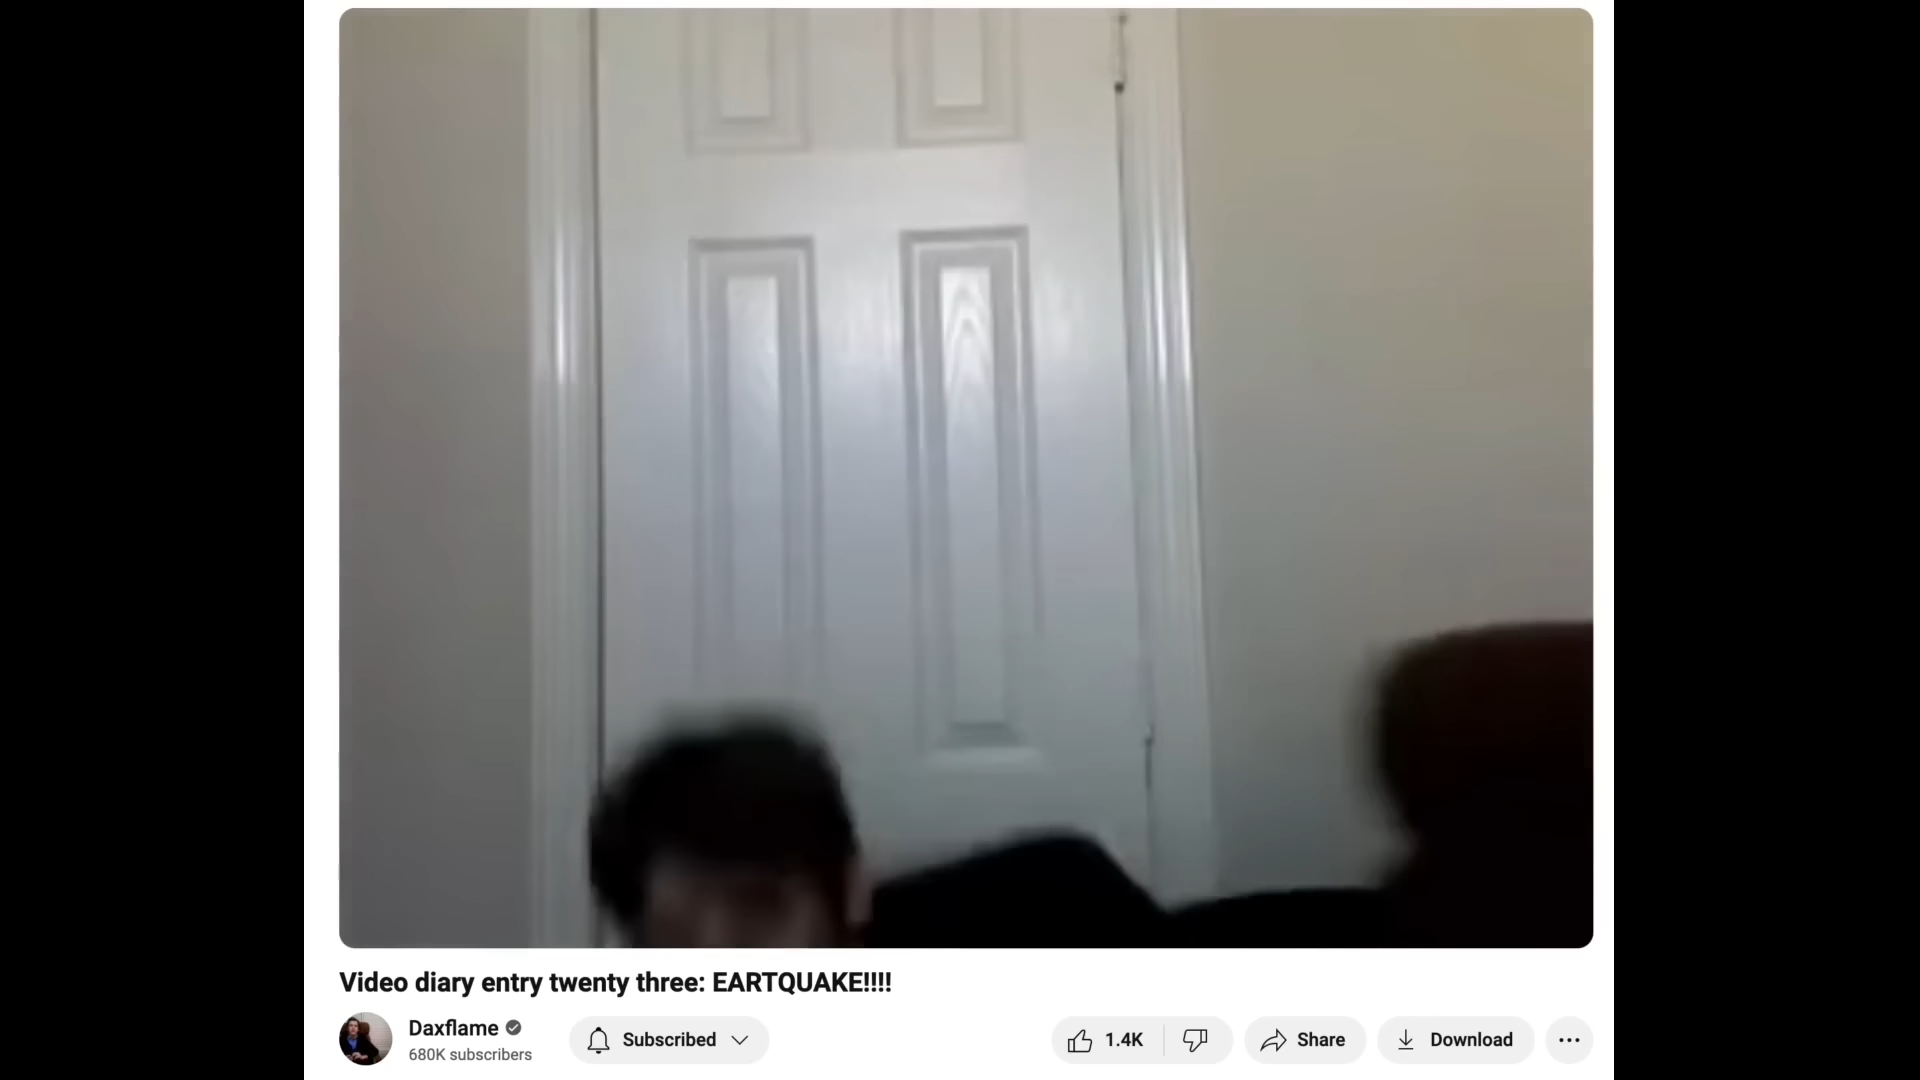 Video diary entry twenty three: EARTQUAKE!!!!
Daxflame
680K subscribers
Subscribed
1.4K
Share
Download